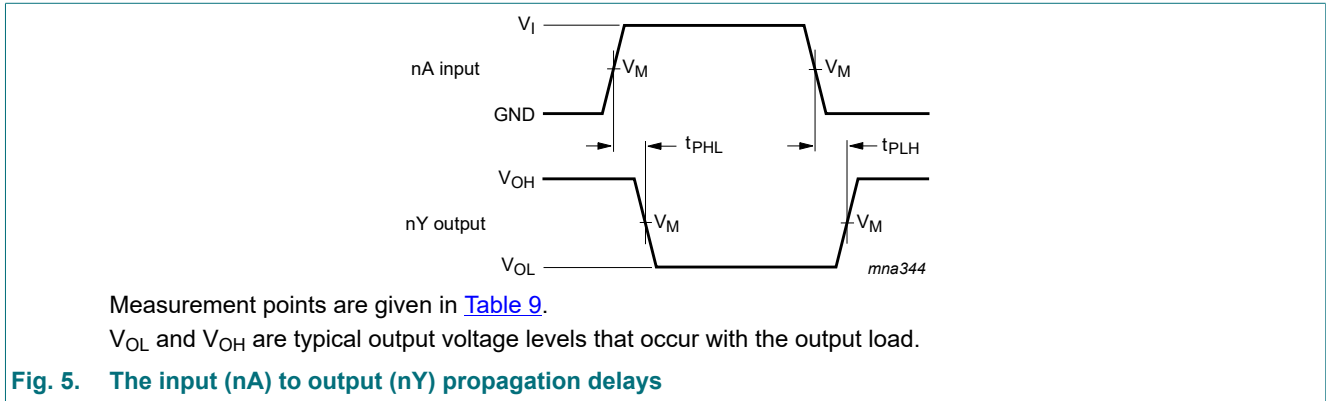 V_I
nA input
V_M
V_M
GND
t_PHL
t_PLH
V_OH
nY output
V_M
V_M
V_OL
mna344
Measurement points are given in Table 9.
V_OL and V_OH are typical output voltage levels that occur with the output load.
Fig. 5. The input (nA) to output (nY) propagation delays